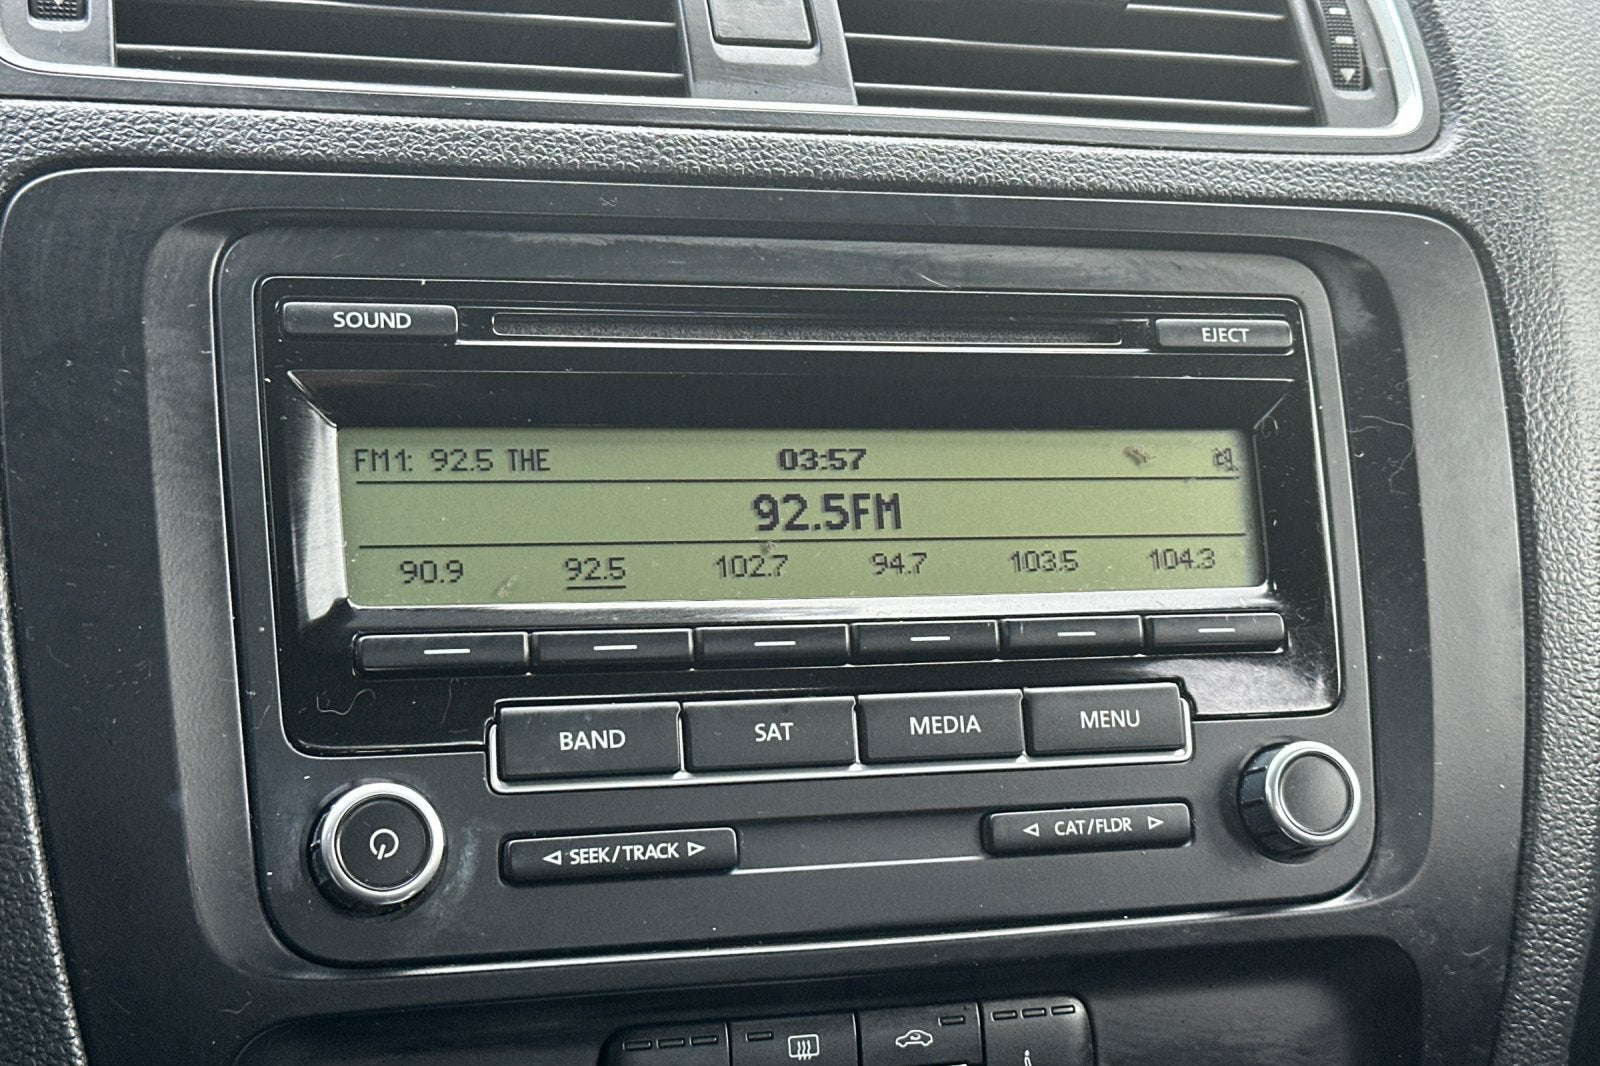 SOUND EJECT
FM1: 92.5 THE 03:57
92.5FM
90.9 92.5 102.7 94.7 103.5 104.3
BAND SAT MEDIA MENU
SEEK/TRACK CAT/FLDR